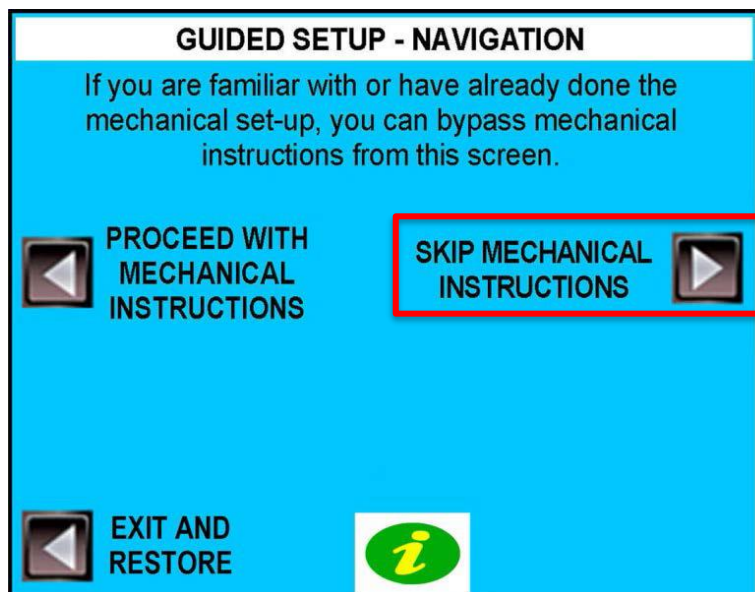 GUIDED SETUP - NAVIGATION
If you are familiar with or have already done the
mechanical set-up, you can bypass mechanical
instructions from this screen.
PROCEED WITH
MECHANICAL
INSTRUCTIONS
SKIP MECHANICAL
INSTRUCTIONS
EXIT AND
RESTORE
i